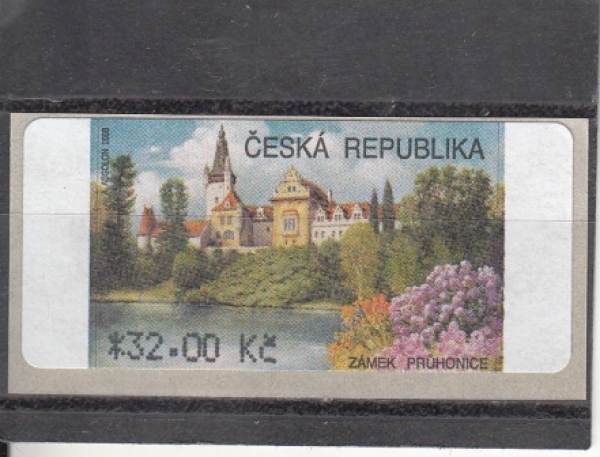 ČESKÁ REPUBLIKA
*32.00 Kč
ZÁMEK PRŮHONICE